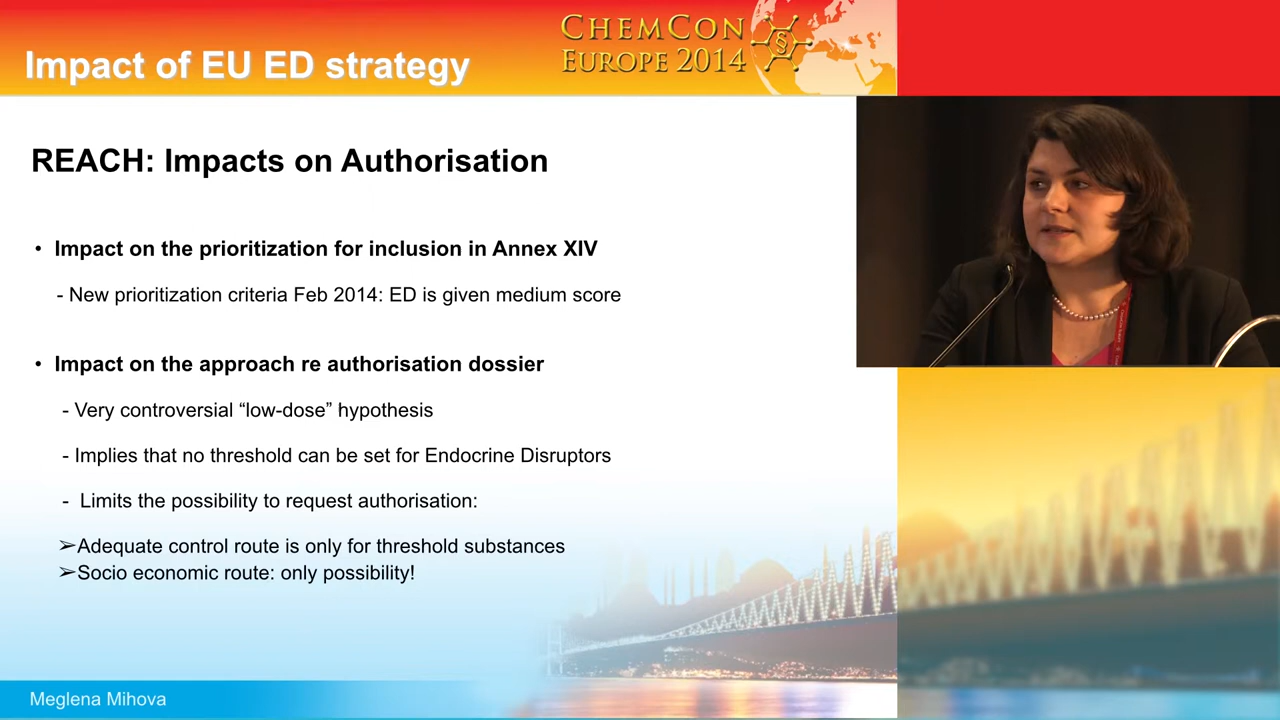 Impact of EU ED strategy
CHEMCON
EUROPE 2014
§
REACH: Impacts on Authorisation
• Impact on the prioritization for inclusion in Annex XIV
- New prioritization criteria Feb 2014: ED is given medium score
• Impact on the approach re authorisation dossier
- Very controversial “low-dose” hypothesis
- Implies that no threshold can be set for Endocrine Disruptors
- Limits the possibility to request authorisation:
➢Adequate control route is only for threshold substances
➢Socio economic route: only possibility!
Meglena Mihova